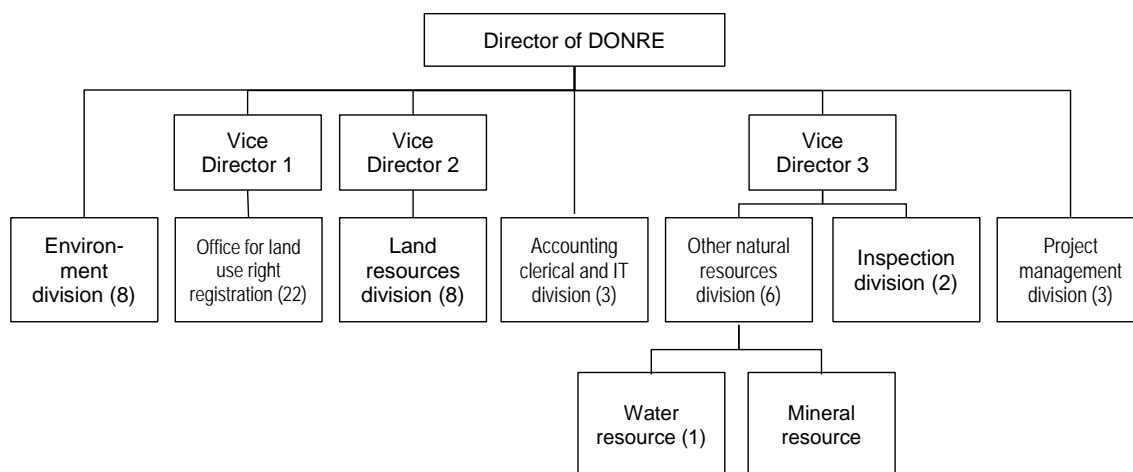 Director of DONRE
Vice
Director 1
Vice
Director 2
Vice
Director 3
Environ-
ment
division (8)
Office for land
use right
registration (22)
Land
resources
division (8)
Accounting
clerical and IT
division (3)
Other natural
resources
division (6)
Inspection
division (2)
Project
management
division (3)
Water
resource (1)
Mineral
resource